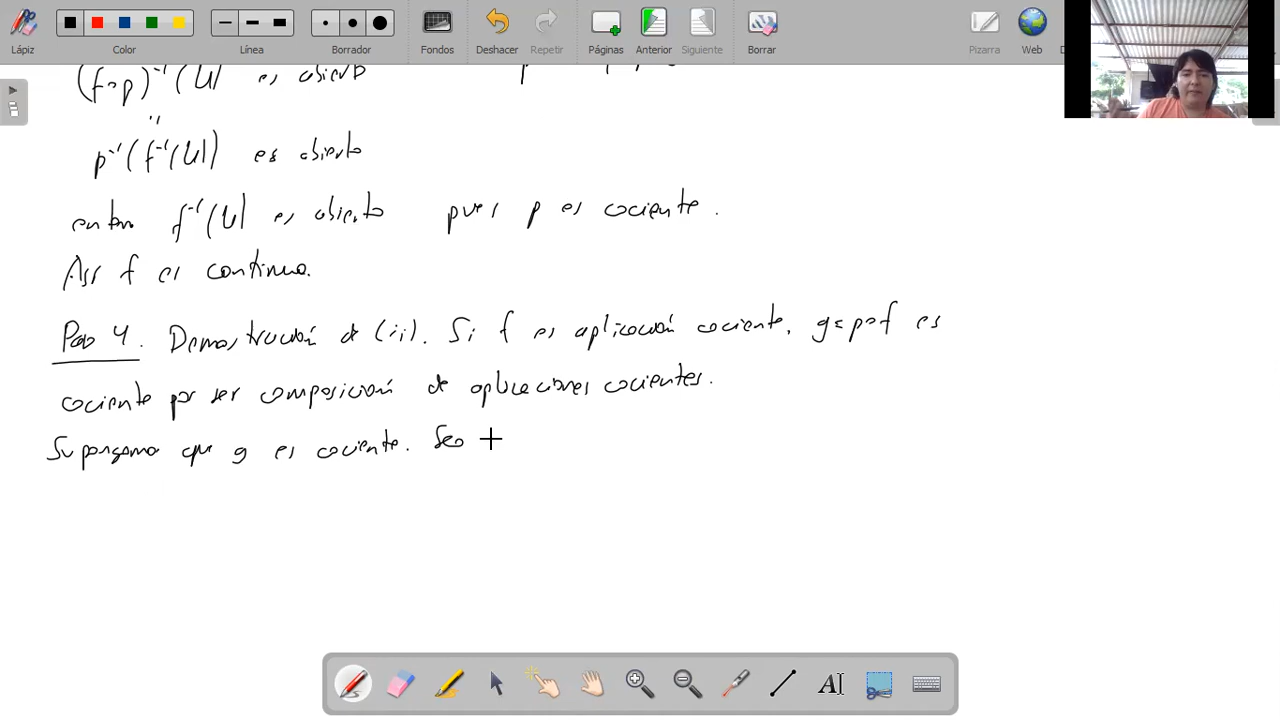 Lápiz Color Línea Borrador Fondos Deshacer Repetir Páginas Anterior Siguiente Borrar Pizarra Web
(f∘p)⁻¹(U) es abierto
p⁻¹(f⁻¹(U)) es abierto
entonces f⁻¹(U) es abierto pues p es cociente.
Así f es continua.
Paso 4. Demostración de (ii). Si f es aplicación cociente, g=p∘f es
cociente por ser composición de aplicaciones cocientes.
Supongamos que g es cociente. Sea
AI